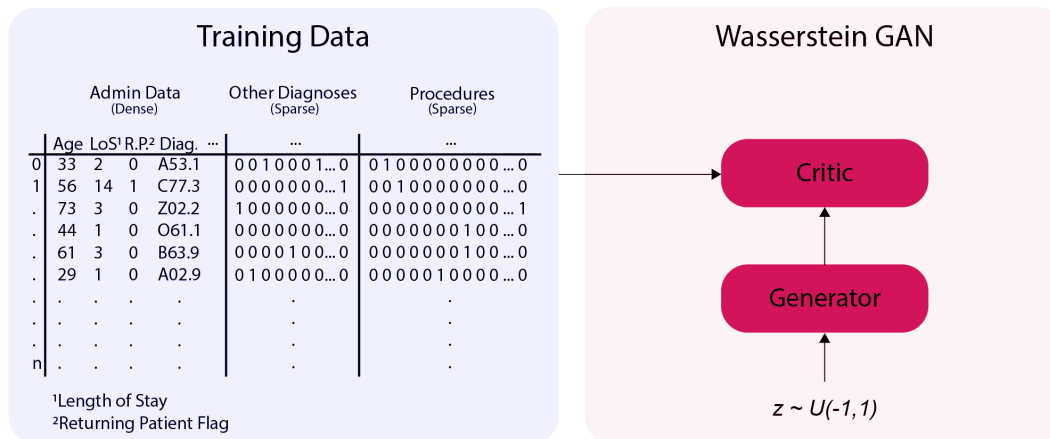 Training Data
Admin Data Other Diagnoses Procedures
(Dense) (Sparse) (Sparse)
Age LoS¹ R.P.² Diag. ... ... ...
0 33 2 0 A53.1 0 0 1 0 0 0 1... 0 0 1 0 0 0 0 0 0 0 0 ... 0
1 56 14 1 C77.3 0 0 0 0 0 0 0... 1 0 0 1 0 0 0 0 0 0 0 ... 0
. 73 3 0 Z02.2 1 0 0 0 0 0 0... 0 0 0 0 0 0 0 0 0 0 0 ... 1
. 44 1 0 O61.1 0 0 0 0 0 0 0... 0 0 0 0 0 0 0 0 1 0 0 ... 0
. 61 3 0 B63.9 0 0 0 0 1 0 0... 0 0 0 0 0 0 0 0 1 0 0 ... 0
. 29 1 0 A02.9 0 1 0 0 0 0 0... 0 0 0 0 0 0 1 0 0 0 0 ... 0
. . . . . . .
. . . . . . .
. . . . . . .
n . . . . . .
¹Length of Stay
²Returning Patient Flag
Wasserstein GAN
Critic
Generator
z ~ U(-1,1)